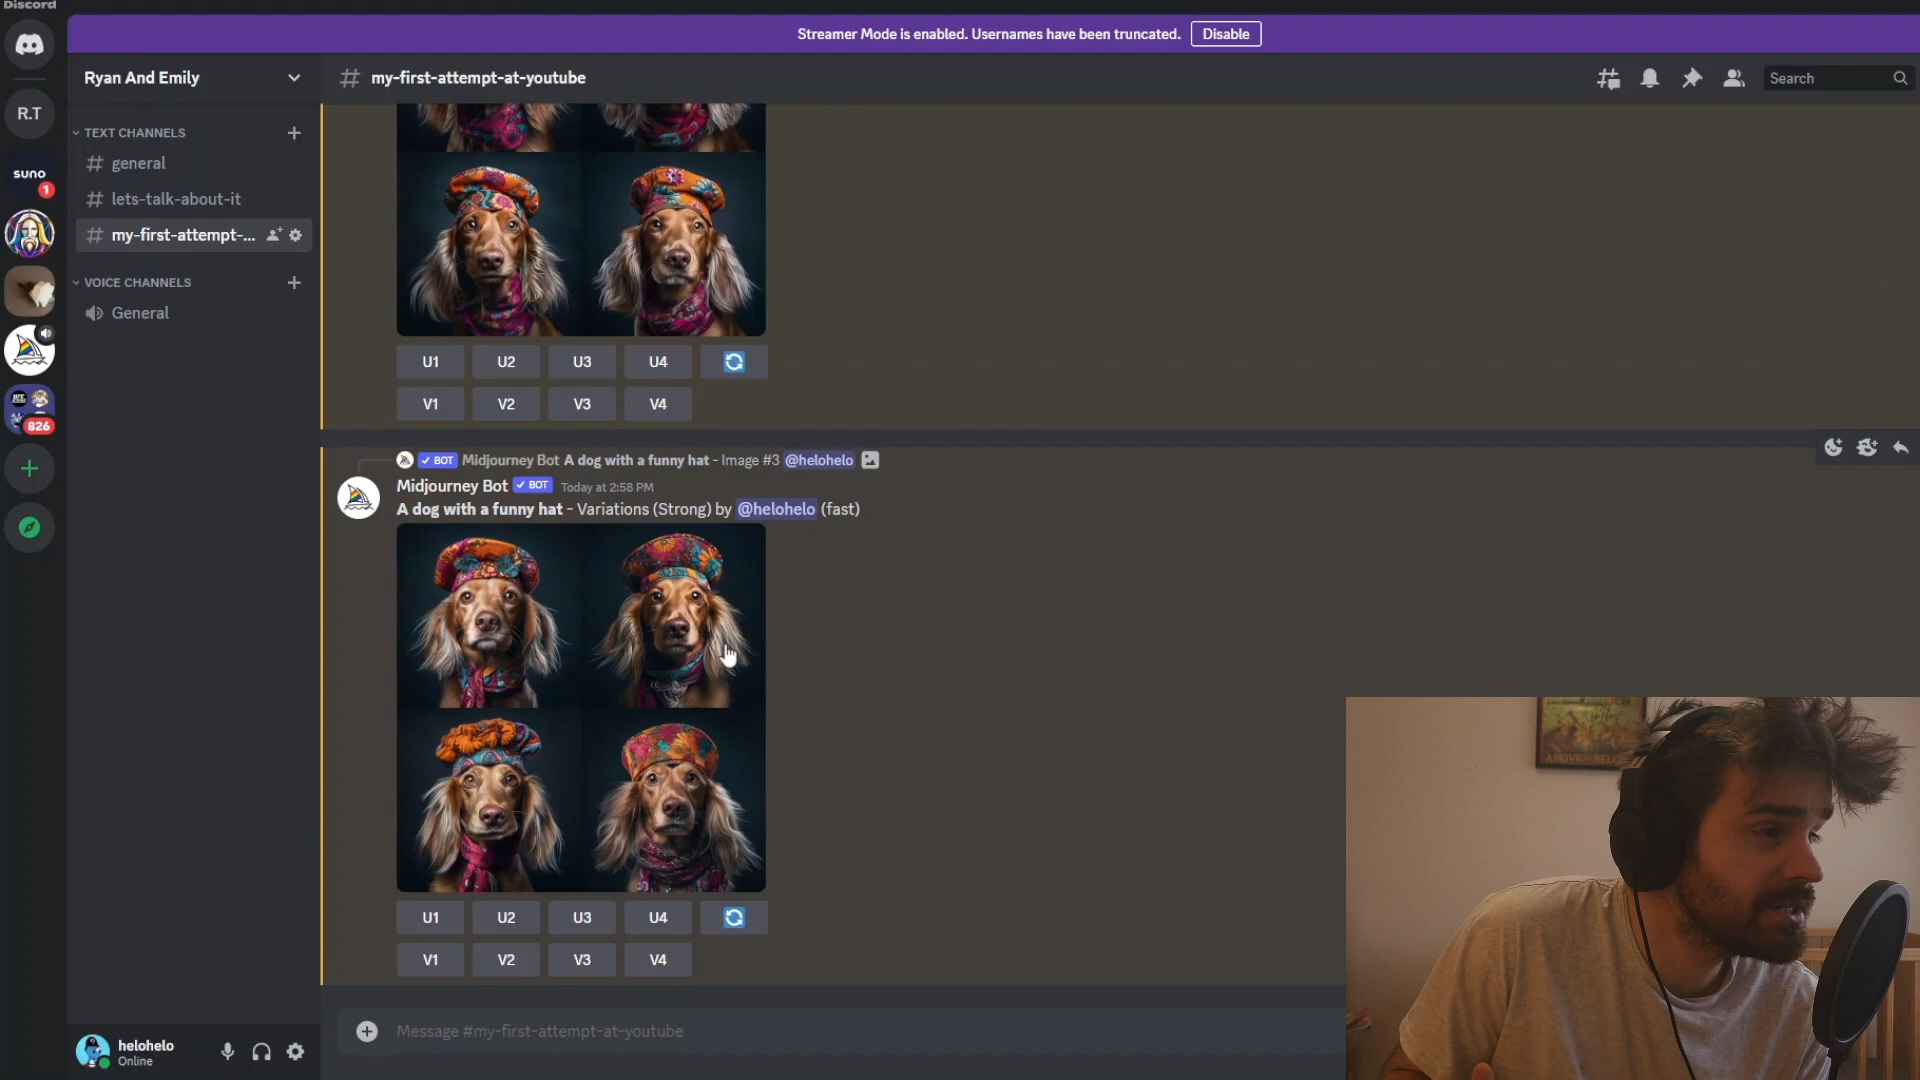 Discord
Streamer Mode is enabled. Usernames have been truncated.
Disable
Ryan And Emily
my-first-attempt-at-youtube
Search
R.T
suno
1
826
TEXT CHANNELS
general
lets-talk-about-it
my-first-attempt-...
VOICE CHANNELS
General
U1 U2 U3 U4
V1 V2 V3 V4
BOT Midjourney Bot A dog with a funny hat - Image #3 @helohelo
Midjourney Bot BOT Today at 2:58 PM
A dog with a funny hat - Variations (Strong) by @helohelo (fast)
U1 U2 U3 U4
V1 V2 V3 V4
Message #my-first-attempt-at-youtube
helohelo
Online
ABOVE - BELO